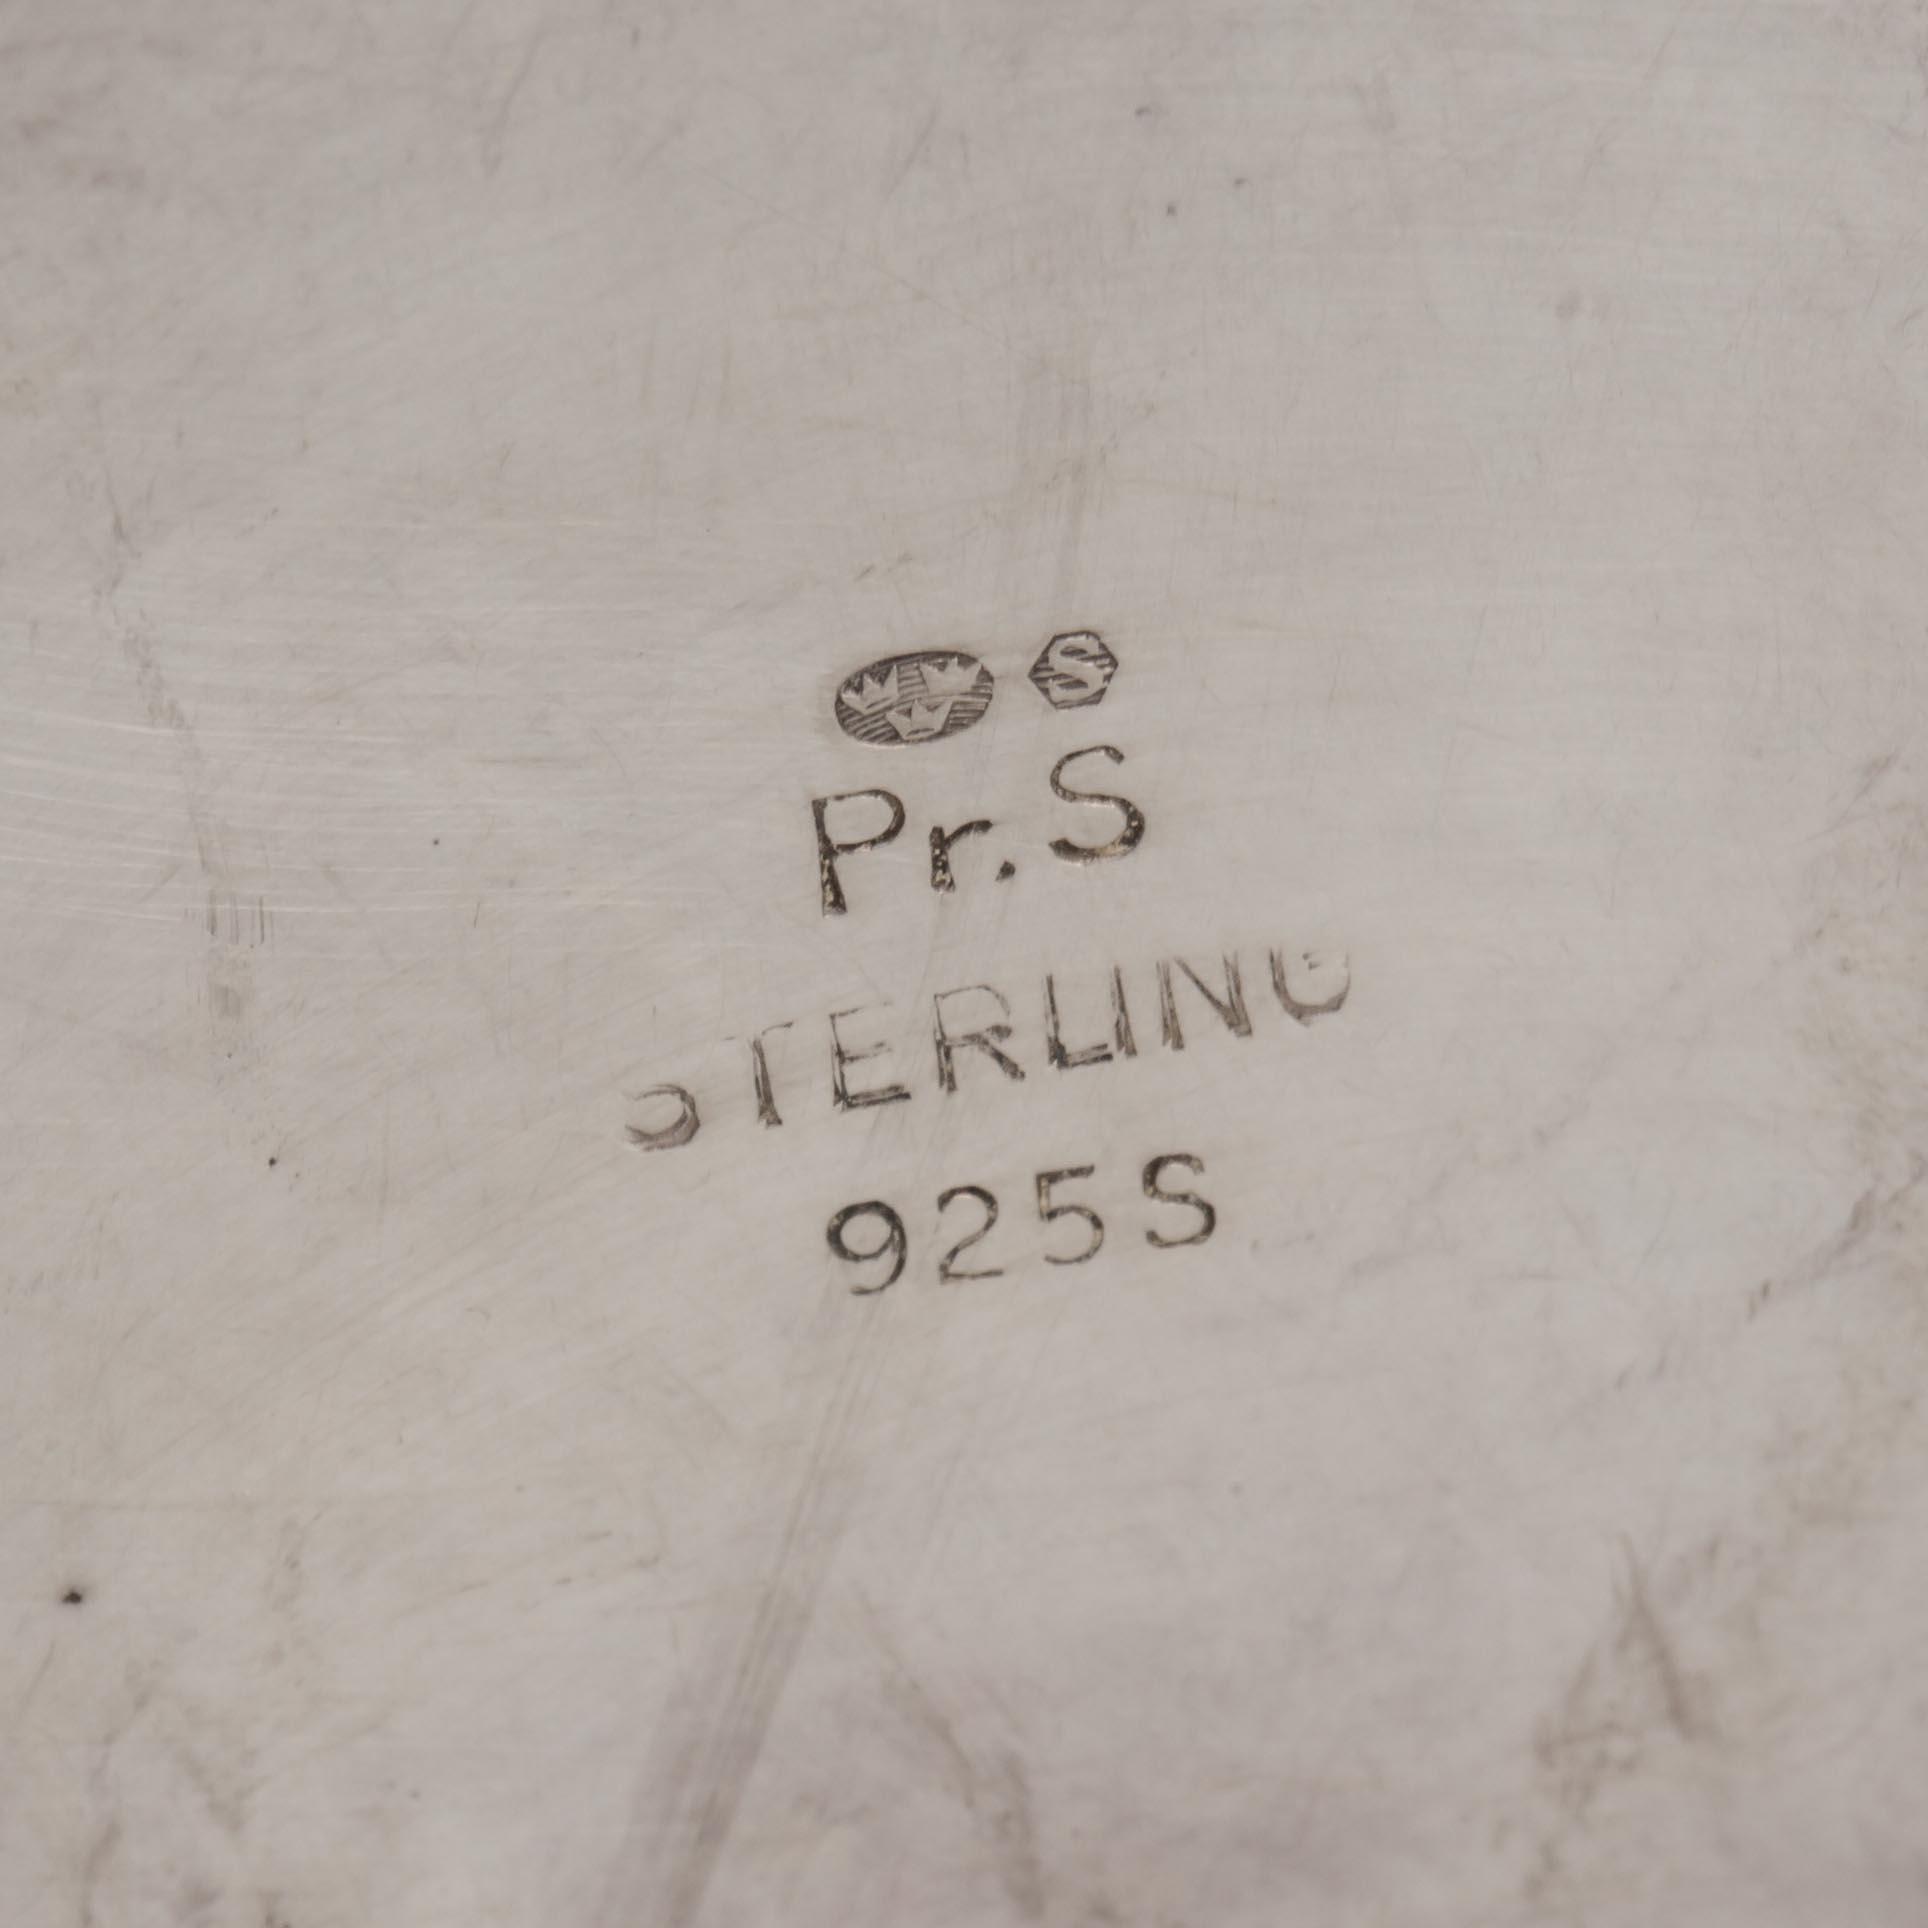 S
Pr. S
STERLING
925S